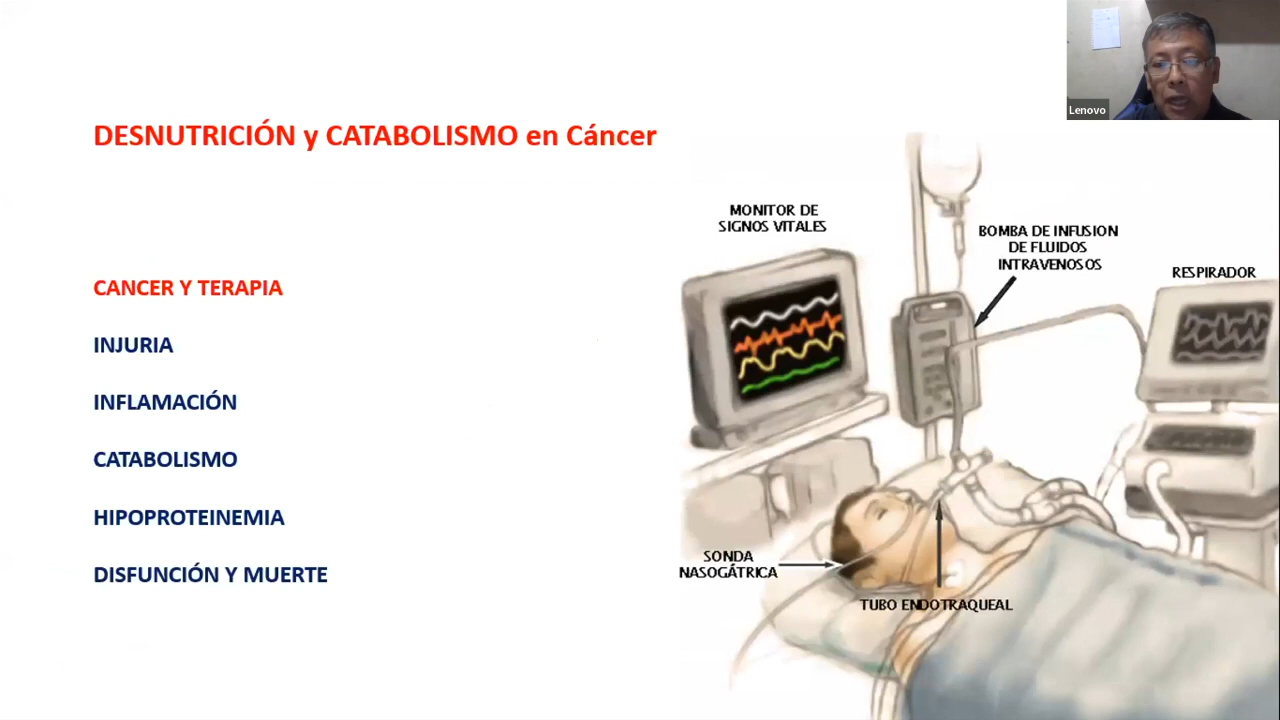 Lenovo
DESNUTRICIÓN y CATABOLISMO en Cáncer
CANCER Y TERAPIA
INJURIA
INFLAMACIÓN
CATABOLISMO
HIPOPROTEINEMIA
DISFUNCIÓN Y MUERTE
MONITOR DE
SIGNOS VITALES
BOMBA DE INFUSION
DE FLUIDOS
INTRAVENOSOS
RESPIRADOR
SONDA
NASOGÁTRICA
TUBO ENDOTRAQUEAL